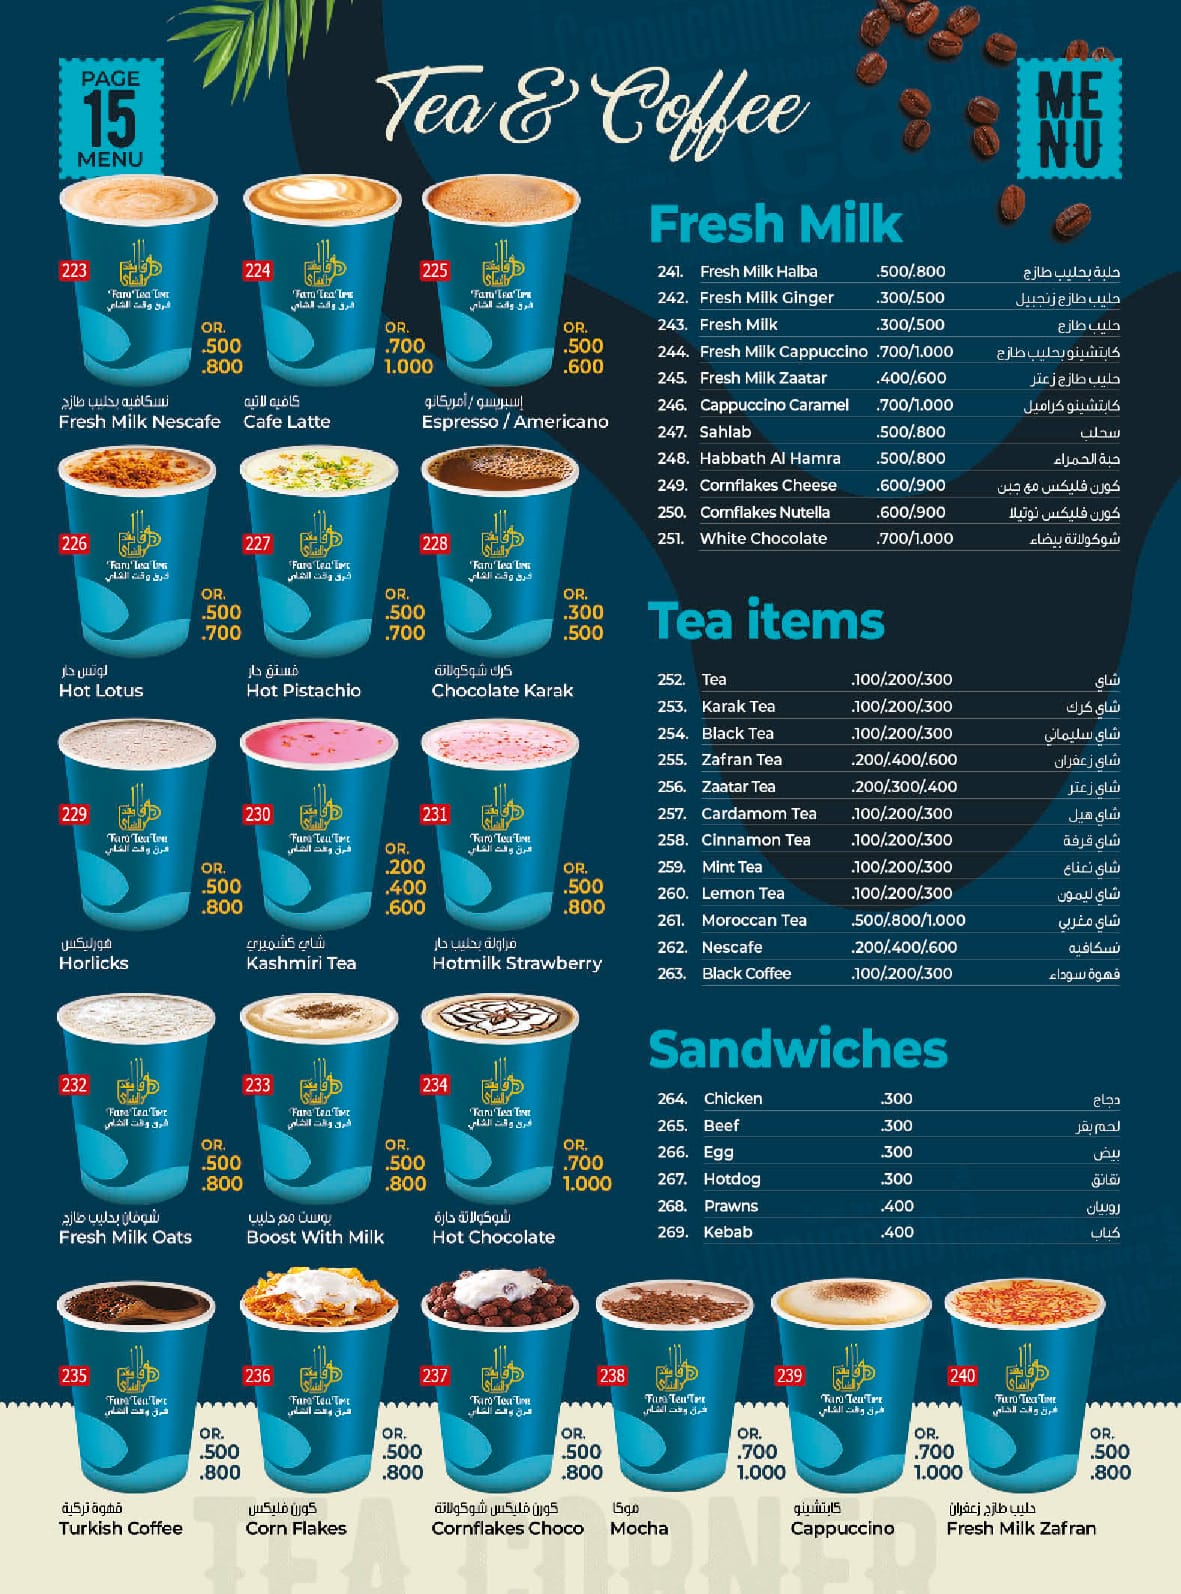 PAGE
15
MENU
Tea & Coffee
ME
NU
223
OR.
.500
.800
نسكافيه بحليب طازج
Fresh Milk Nescafe
224
OR.
.700
1.000
كافيه لاتيه
Cafe Latte
225
OR.
.500
.600
إسبريسو / أمريكانو
Espresso / Americano
226
OR.
.500
.700
لوتس حار
Hot Lotus
227
OR.
.500
.700
فستق حار
Hot Pistachio
228
OR.
.300
.500
كرك شوكولاتة
Chocolate Karak
229
OR.
.500
.800
هورليكس
Horlicks
230
OR.
.200
.400
.600
شاي كشميري
Kashmiri Tea
231
OR.
.500
.800
فراولة بحليب حار
Hotmilk Strawberry
232
OR.
.500
.800
شوفان بحليب طازج
Fresh Milk Oats
233
OR.
.500
.800
بوست مع حليب
Boost With Milk
234
OR.
.700
1.000
شوكولاتة حارة
Hot Chocolate
Fresh Milk
241. Fresh Milk Halba .500/.800 حلبة بحليب طازج
242. Fresh Milk Ginger .300/.500 حليب طازج زنجبيل
243. Fresh Milk .300/.500 حليب طازج
244. Fresh Milk Cappuccino .700/1.000 كابتشينو بحليب طازج
245. Fresh Milk Zaatar .400/.600 حليب طازج زعتر
246. Cappuccino Caramel .700/1.000 كابتشينو كراميل
247. Sahlab .500/.800 سحلب
248. Habbath Al Hamra .500/.800 حبة الحمراء
249. Cornflakes Cheese .600/.900 كورن فليكس مع جبن
250. Cornflakes Nutella .600/.900 كورن فليكس نوتيلا
251. White Chocolate .700/1.000 شوكولاتة بيضاء
Tea items
252. Tea .100/.200/.300 شاي
253. Karak Tea .100/.200/.300 شاي كرك
254. Black Tea .100/.200/.300 شاي سليماني
255. Zafran Tea .200/.400/.600 شاي زعفران
256. Zaatar Tea .200/.300/.400 شاي زعتر
257. Cardamom Tea .100/.200/.300 شاي هيل
258. Cinnamon Tea .100/.200/.300 شاي قرفة
259. Mint Tea .100/.200/.300 شاي نعناع
260. Lemon Tea .100/.200/.300 شاي ليمون
261. Moroccan Tea .500/.800/1.000 شاي مغربي
262. Nescafe .200/.400/.600 نسكافيه
263. Black Coffee .100/.200/.300 قهوة سوداء
Sandwiches
264. Chicken .300 دجاج
265. Beef .300 لحم بقر
266. Egg .300 بيض
267. Hotdog .300 نقانق
268. Prawns .400 روبيان
269. Kebab .400 كباب
235
OR.
.500
.800
قهوة تركية
Turkish Coffee
236
OR.
.500
.800
كورن فليكس
Corn Flakes
237
OR.
.500
.800
كورن فليكس شوكولاتة
Cornflakes Choco
238
OR.
.700
1.000
موكا
Mocha
239
OR.
.700
1.000
كابتشينو
Cappuccino
240
OR.
.500
.800
حليب طازج زعفران
Fresh Milk Zafran
TEA CORNER